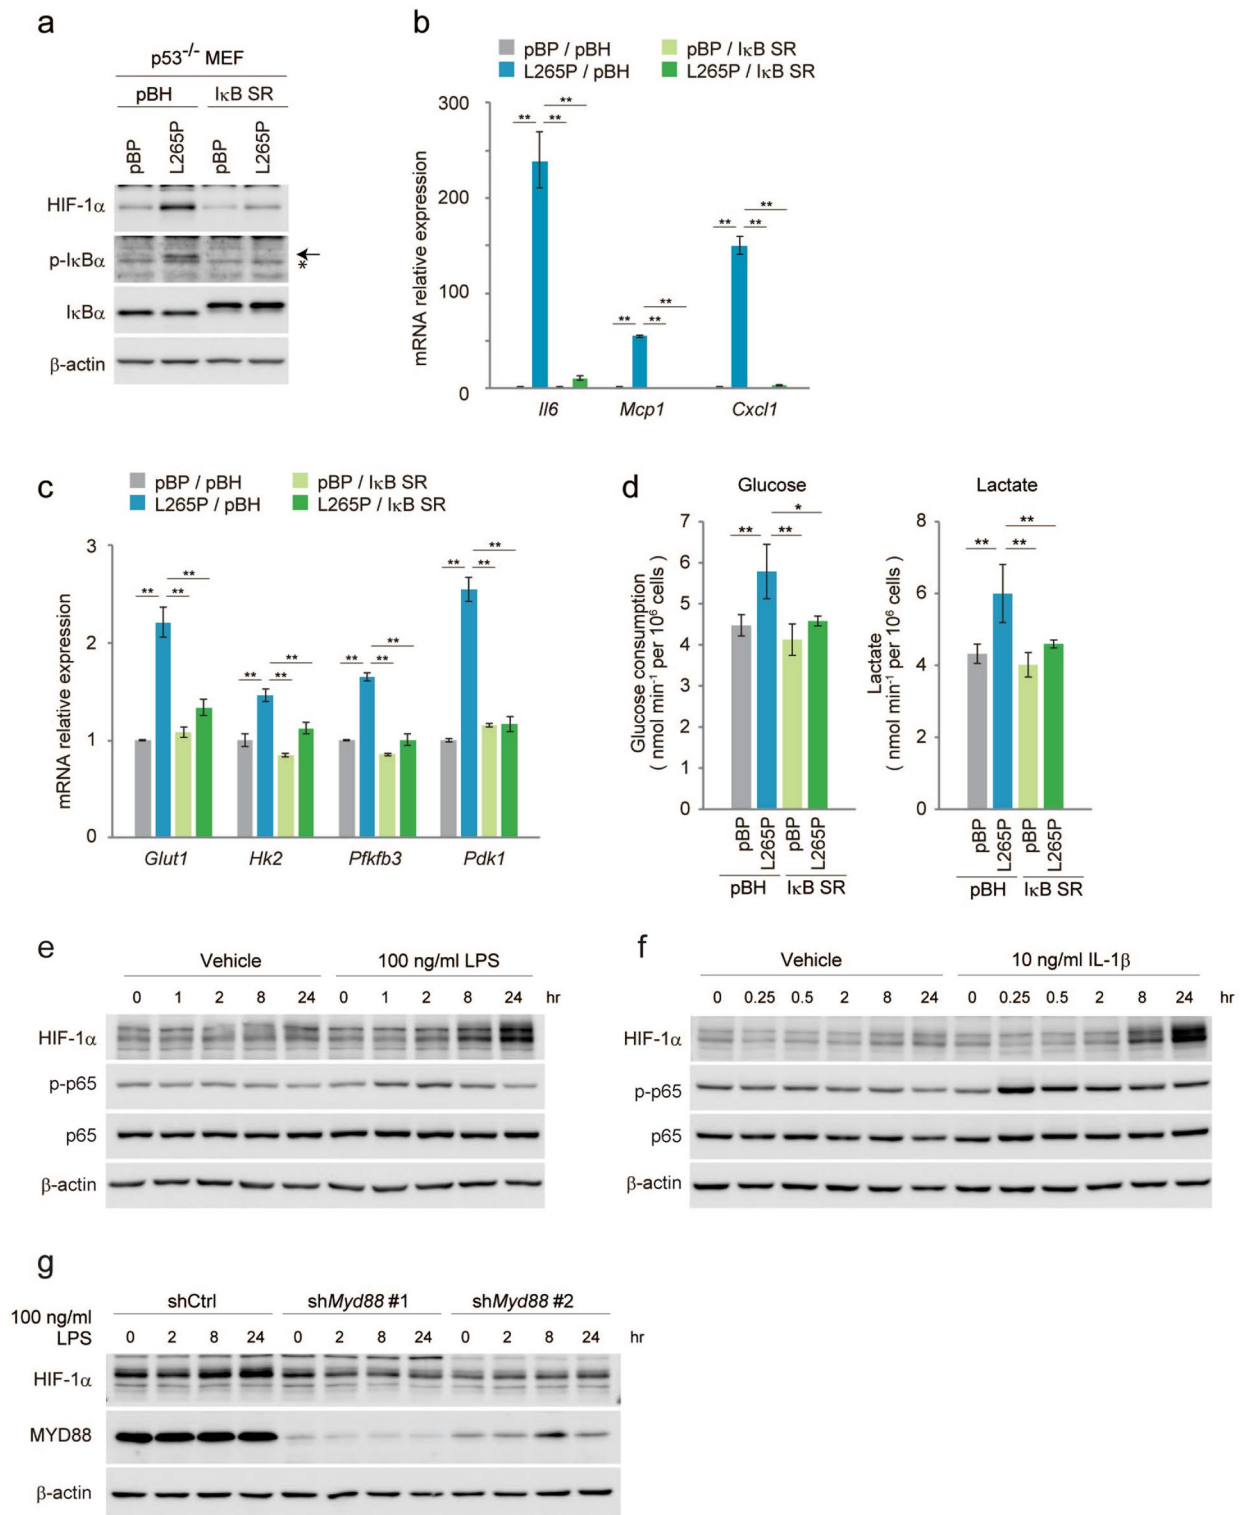 a
p53-/- MEF
pBH IκB SR
pBP L265P pBP L265P
HIF-1α
p-IκBα
*
IκBα
β-actin
b
pBP / pBH pBP / IκB SR
L265P / pBH L265P / IκB SR
mRNA relative expression
300
200
100
0
** ** **
** ** **
** ** **
Il6 Mcp1 Cxcl1
c
pBP / pBH pBP / IκB SR
L265P / pBH L265P / IκB SR
mRNA relative expression
3
2
1
0
** ** **
** ** **
** ** **
** ** **
Glut1 Hk2 Pfkfb3 Pdk1
d
Glucose
Glucose consumption
( nmol min-1 per 106 cells )
7
6
5
4
3
2
1
0
** ** *
pBP L265P pBP L265P
pBH IκB SR
Lactate
Lactate
( nmol min-1 per 106 cells )
8
6
4
2
0
** ** **
pBP L265P pBP L265P
pBH IκB SR
e
Vehicle 100 ng/ml LPS
0 1 2 8 24 0 1 2 8 24 hr
HIF-1α
p-p65
p65
β-actin
f
Vehicle 10 ng/ml IL-1β
0 0.25 0.5 2 8 24 0 0.25 0.5 2 8 24 hr
HIF-1α
p-p65
p65
β-actin
g
shCtrl shMyd88 #1 shMyd88 #2
100 ng/ml
LPS 0 2 8 24 0 2 8 24 0 2 8 24 hr
HIF-1α
MYD88
β-actin